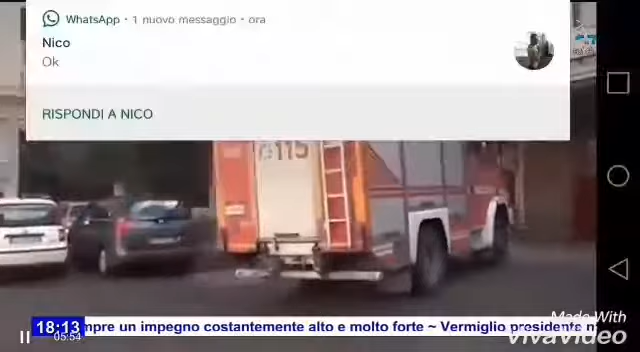 WhatsApp · 1 nuovo messaggio · ora
Nico
Ok
RISPONDI A NICO
115
18:13 mpre un impegno costantemente alto e molto forte ~ Vermiglio presidente n
05:54
Made With
VivaVideo